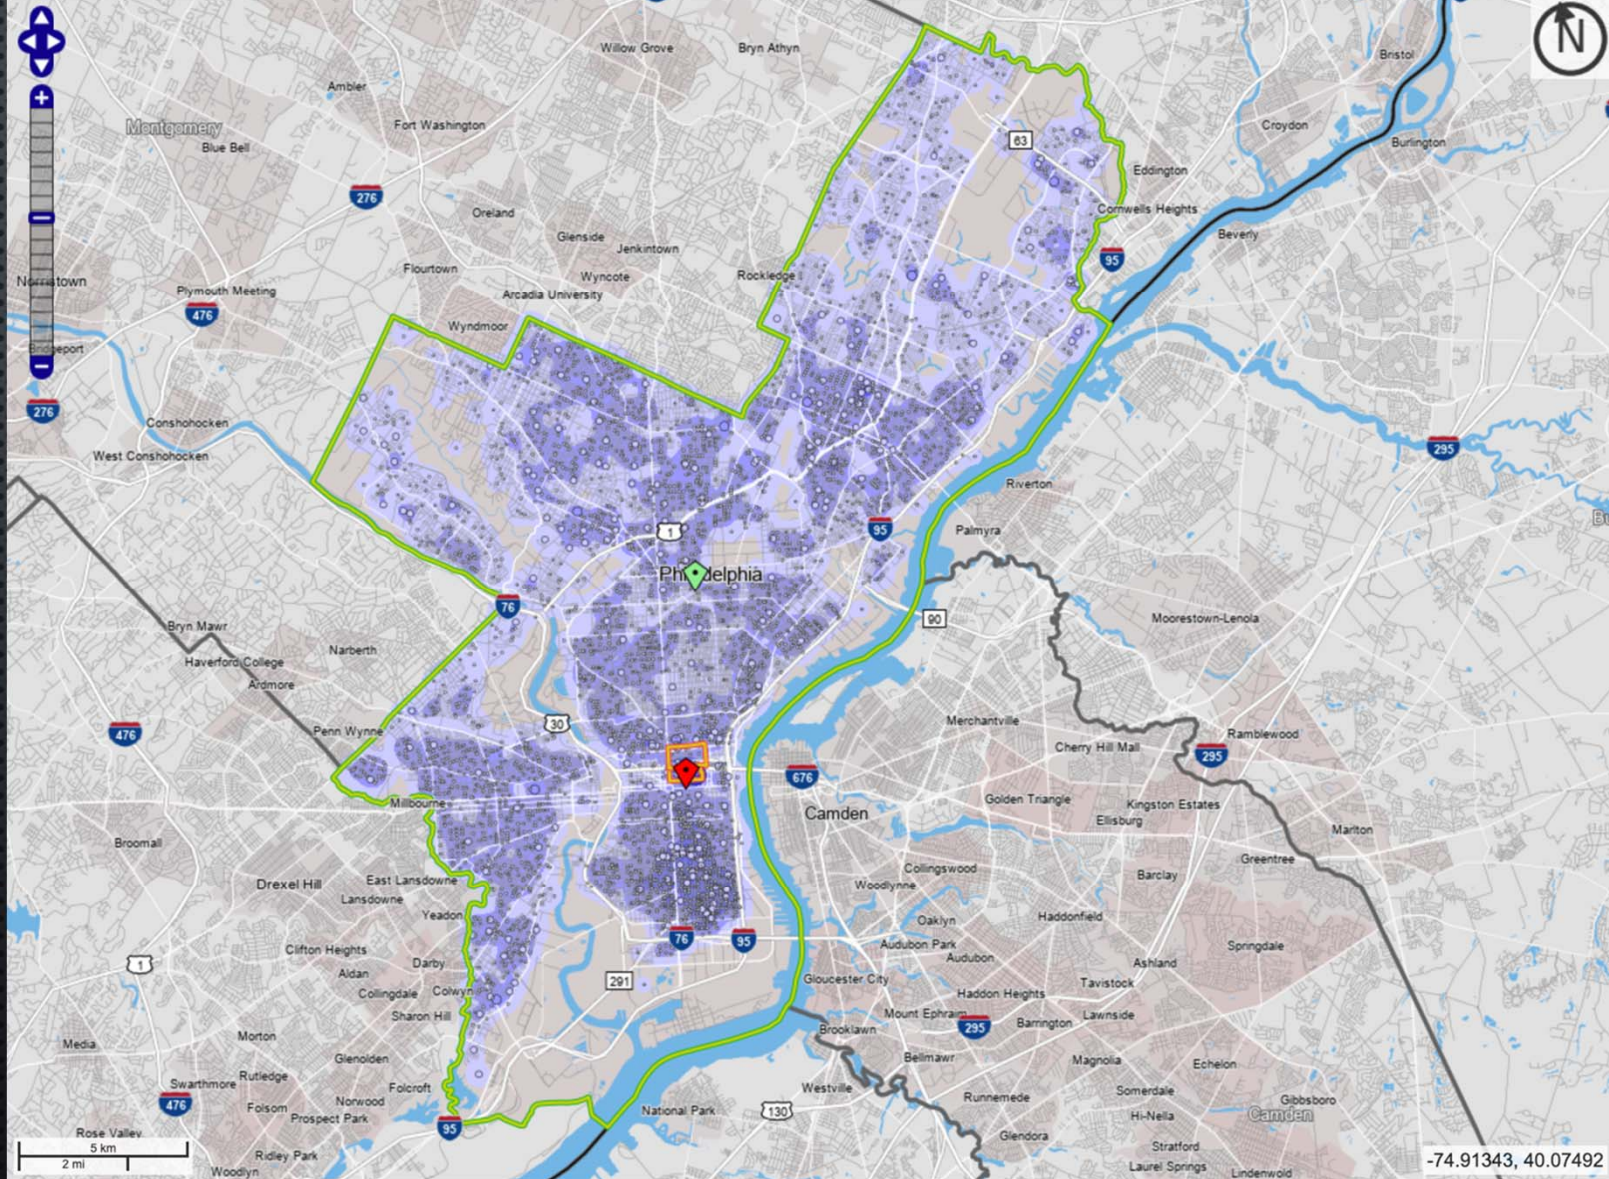 Willow Grove
Bryn Athyn
N
Bristol
Ambler
Montgomery
Fort Washington
Croydon
63
Blue Bell
Burlington
Eddington
276
Oreland
Cornwells Heights
Glenside
Beverly
Jenkintown
95
Flourtown
Wyncote
Rockledge
Norristown
Plymouth Meeting
Arcadia University
476
Wyndmoor
Bridgeport
276
Conshohocken
295
West Conshohocken
Riverton
1
95
Palmyra
Philadelphia
76
90
Moorestown-Lenola
Bryn Mawr
Narberth
Haverford College
Ardmore
30
Merchantville
Penn Wynne
476
Ramblewood
Cherry Hill Mall
295
676
Millbourne
Golden Triangle
Kingston Estates
Camden
Ellisburg
Marlton
Broomall
Greentree
Collingswood
Barclay
Drexel Hill
East Lansdowne
Woodlynne
Lansdowne
Yeadon
Oaklyn
Haddonfield
76
95
Audubon Park
Springdale
Clifton Heights
Audubon
1
Darby
Ashland
Aldan
291
Gloucester City
Tavistock
Collingdale
Colwyn
Haddon Heights
Sharon Hill
Mount Ephraim
295
Lawnside
Barrington
Brooklawn
Morton
Media
Glenolden
Bellmawr
Magnolia
Echelon
Rutledge
Swarthmore
Folcroft
Westville
Somerdale
476
Norwood
Runnemede
Gibbsboro
Folsom
National Park
130
Hi-Nella
Camden
Prospect Park
95
Rose Valley
Glendora
5 km
Stratford
Ridley Park
2 mi
-74.91343, 40.07492
Laurel Springs
Woodlyn
Lindenwold